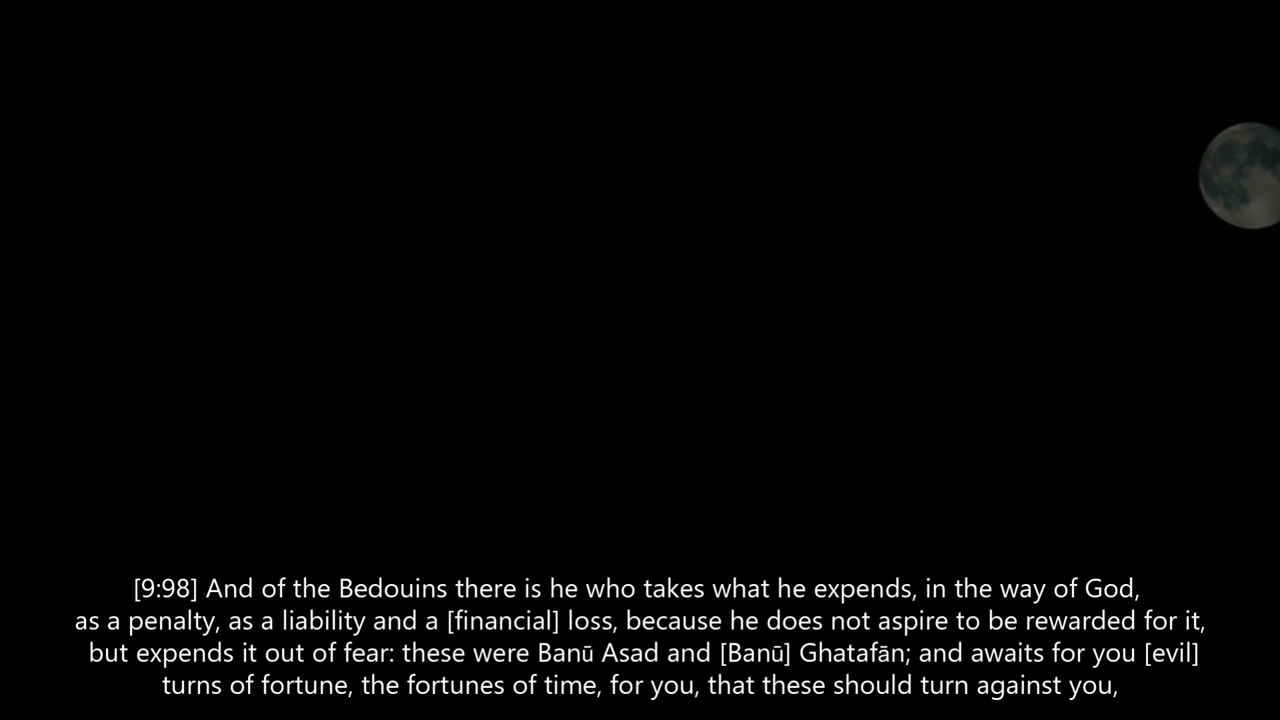 [9:98] And of the Bedouins there is he who takes what he expends, in the way of God,
as a penalty, as a liability and a [financial] loss, because he does not aspire to be rewarded for it,
but expends it out of fear: these were Banū Asad and [Banū] Ghatafān; and awaits for you [evil]
turns of fortune, the fortunes of time, for you, that these should turn against you,